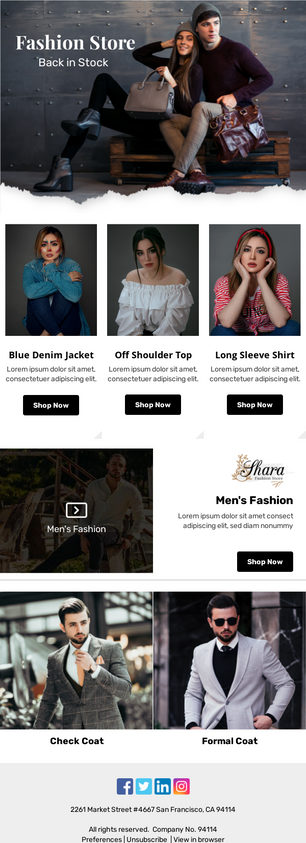 Fashion Store
Back in Stock
Blue Denim Jacket
Lorem ipsum dolor sit amet,
consectetuer adipiscing elit.
Shop Now
Off Shoulder Top
Lorem ipsum dolor sit amet,
consectetuer adipiscing elit.
Shop Now
Long Sleeve Shirt
Lorem ipsum dolor sit amet,
consectetuer adipiscing elit.
Shop Now
Men's Fashion
Shara
Fashion Store
Men's Fashion
Lorem ipsum dolor sit amet consect
adipiscing elit, sed diam nonummy
Shop Now
Check Coat
Formal Coat
2261 Market Street #4667 San Francisco, CA 94114
All rights reserved. Company No. 94114
Preferences | Unsubscribe | View in browser